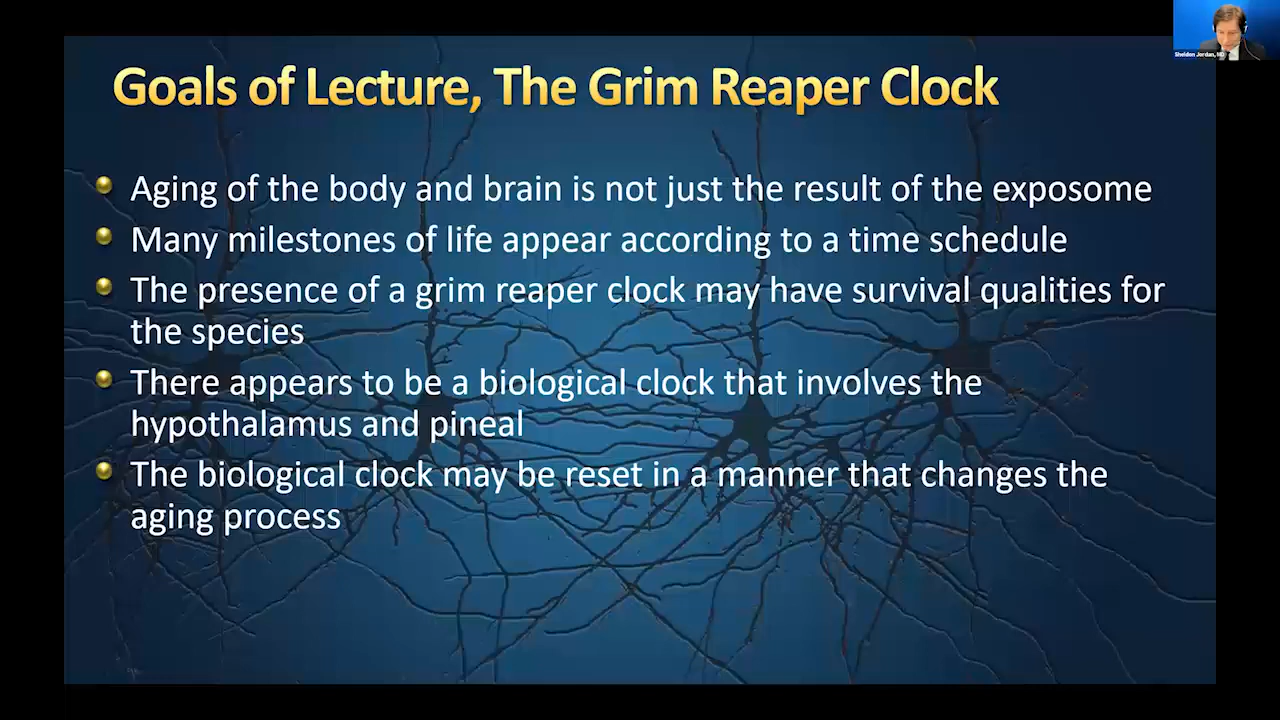 Sheldon Jordan, MD
Goals of Lecture, The Grim Reaper Clock
Aging of the body and brain is not just the result of the exposome
Many milestones of life appear according to a time schedule
The presence of a grim reaper clock may have survival qualities for
the species
There appears to be a biological clock that involves the
hypothalamus and pineal
The biological clock may be reset in a manner that changes the
aging process